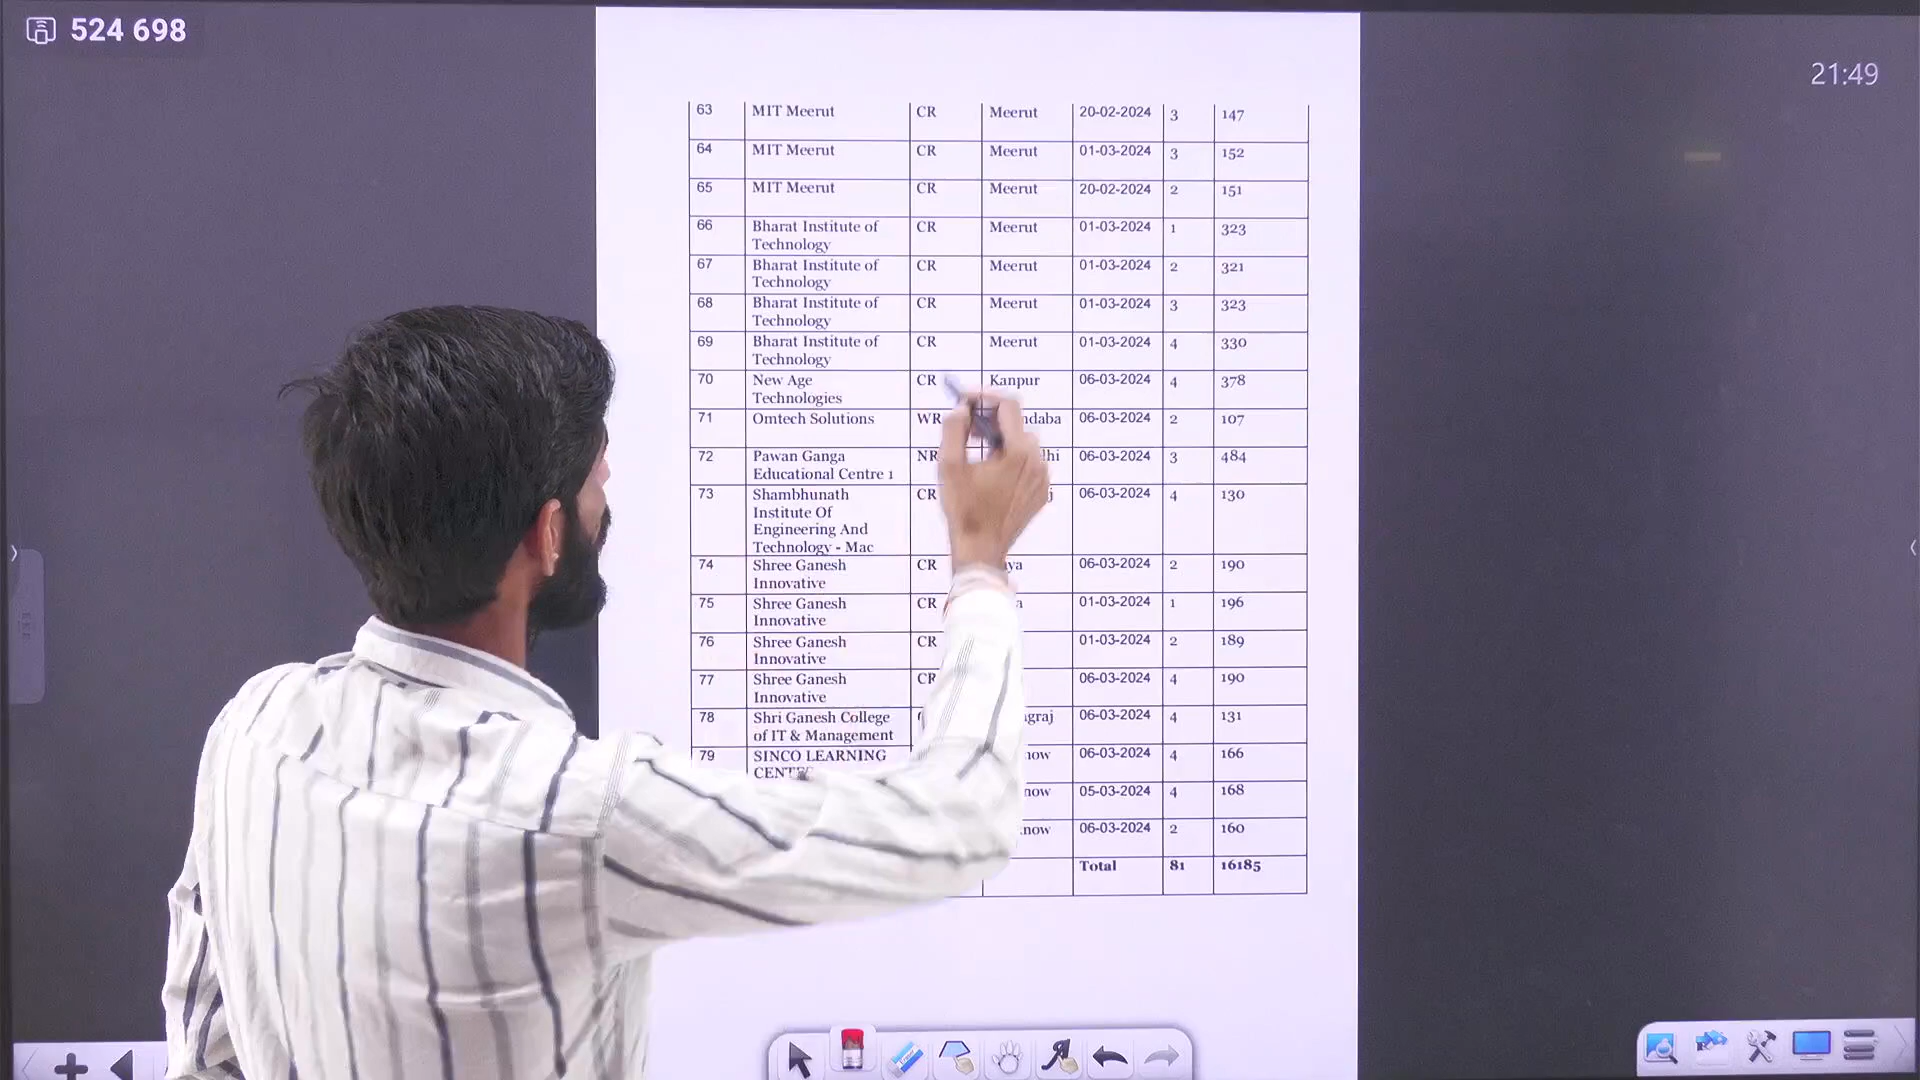 524 698
21:49
63 MIT Meerut CR Meerut 20-02-2024 3 147
64 MIT Meerut CR Meerut 01-03-2024 3 152
65 MIT Meerut CR Meerut 20-02-2024 2 151
66 Bharat Institute of CR Meerut 01-03-2024 1 323
Technology
67 Bharat Institute of CR Meerut 01-03-2024 2 321
Technology
68 Bharat Institute of CR Meerut 01-03-2024 3 323
Technology
69 Bharat Institute of CR Meerut 01-03-2024 4 330
Technology
70 New Age CR Kanpur 06-03-2024 4 378
Technologies
71 Omtech Solutions WR 06-03-2024 2 107
72 Pawan Ganga NR 06-03-2024 3 484
Educational Centre 1
73 Shambhunath CR 06-03-2024 4 130
Institute Of
Engineering And
Technology - Mac
74 Shree Ganesh CR 06-03-2024 2 190
Innovative
75 Shree Ganesh CR 01-03-2024 1 196
Innovative
76 Shree Ganesh CR 01-03-2024 2 189
Innovative
77 Shree Ganesh CR 06-03-2024 4 190
Innovative
78 Shri Ganesh College 06-03-2024 4 131
of IT & Management
79 SINCO LEARNING 06-03-2024 4 166
05-03-2024 4 168
06-03-2024 2 160
Total 81 16185